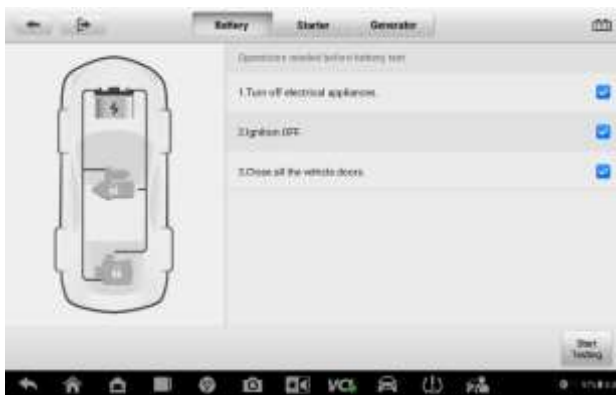 Battery
Starter
Generator
Operations needed before battery test
1.Turn off electrical appliances.
2.Ignition OFF.
3.Close all the vehicle doors.
Start
Testing
VCI